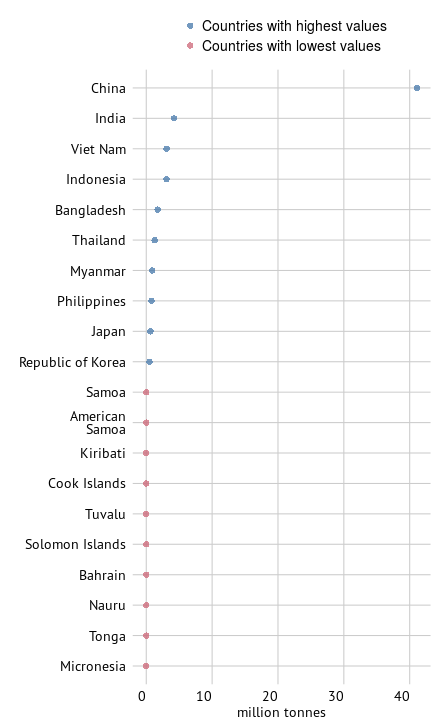 Countries with highest values
Countries with lowest values
China
India
Viet Nam
Indonesia
Bangladesh
Thailand
Myanmar
Philippines
Japan
Republic of Korea
Samoa
American
Samoa
Kiribati
Cook Islands
Tuvalu
Solomon Islands
Bahrain
Nauru
Tonga
Micronesia
0 10 20 30 40
million tonnes